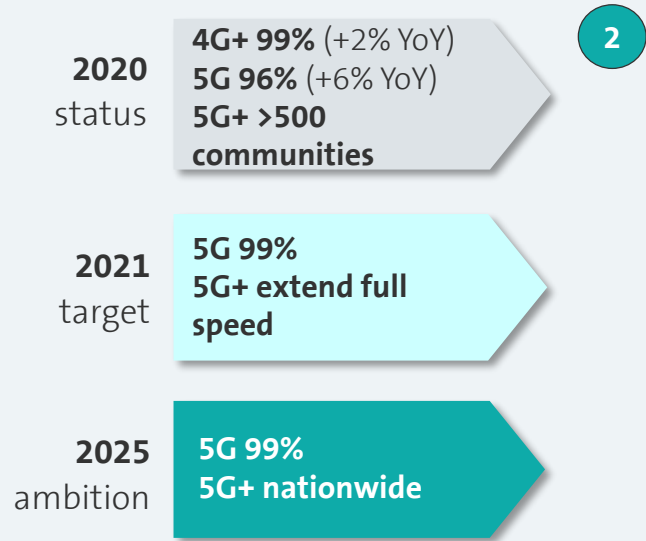 2
2020
status
4G+ 99% (+2% YoY)
5G 96% (+6% YoY)
5G+ >500
communities
2021
target
5G 99%
5G+ extend full
speed
2025
ambition
5G 99%
5G+ nationwide